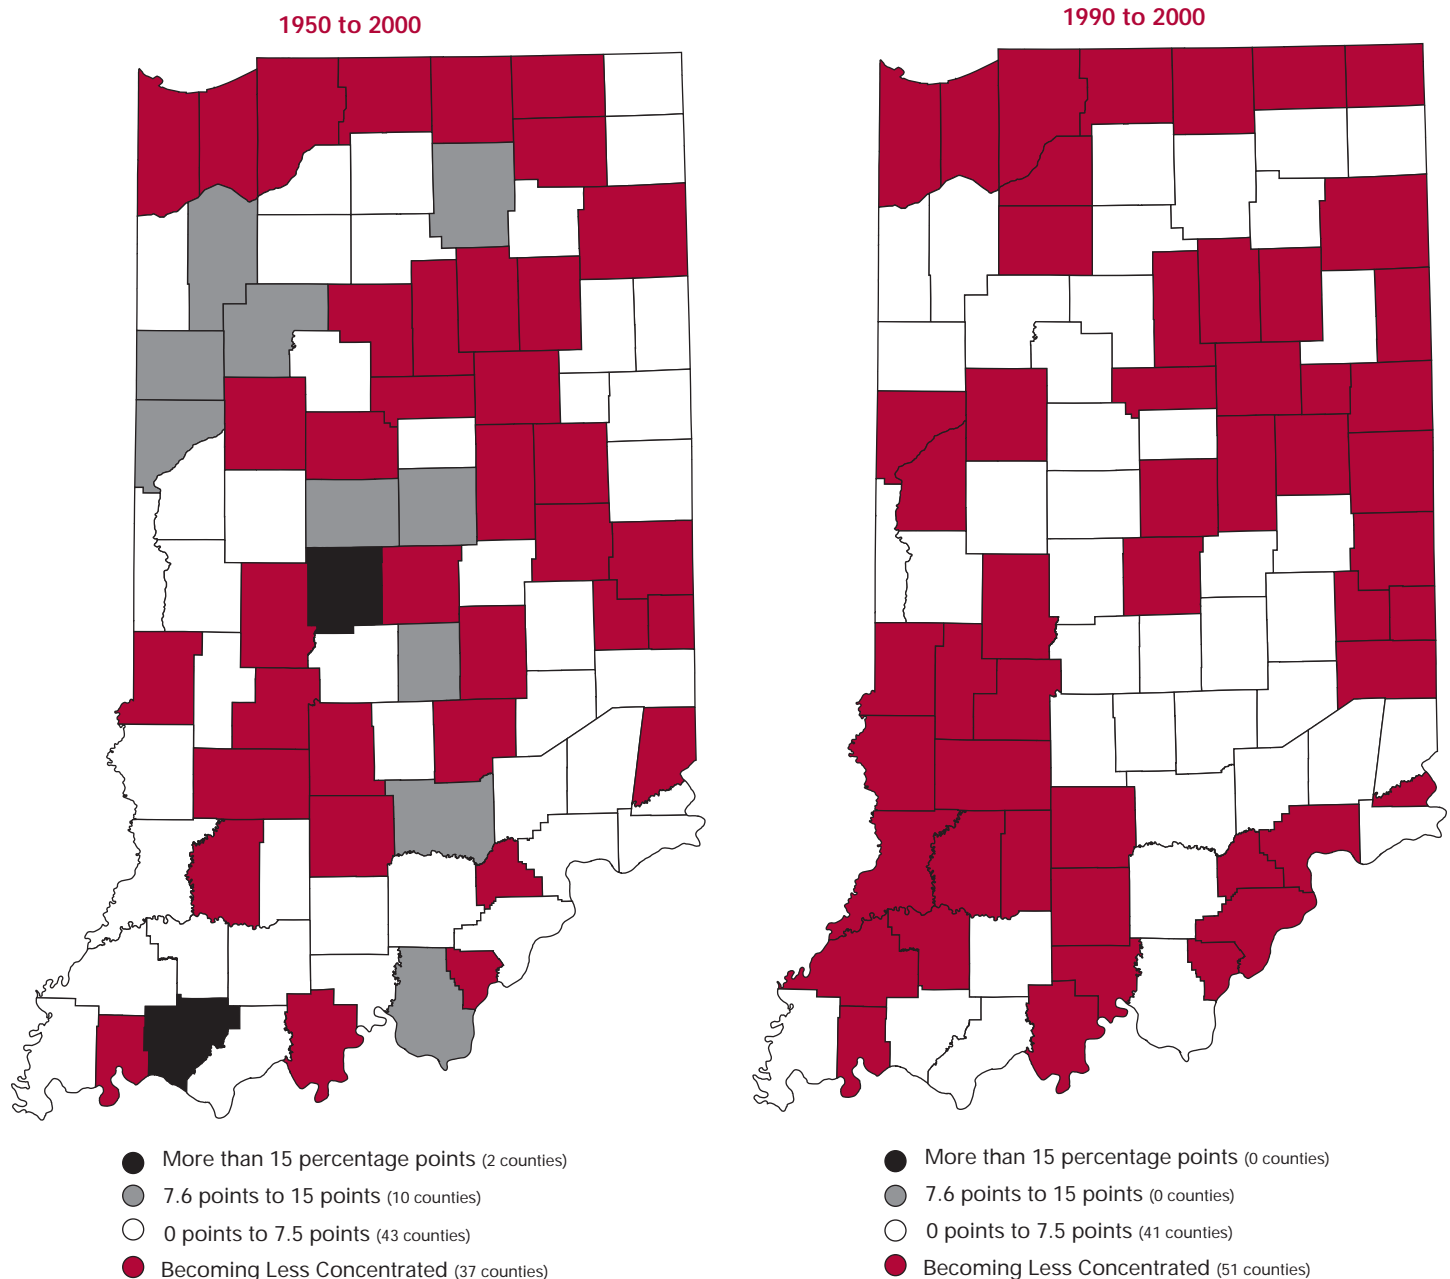 1950 to 2000
More than 15 percentage points (2 counties)
7.6 points to 15 points (10 counties)
0 points to 7.5 points (43 counties)
Becoming Less Concentrated (37 counties)
1990 to 2000
More than 15 percentage points (0 counties)
7.6 points to 15 points (0 counties)
0 points to 7.5 points (41 counties)
Becoming Less Concentrated (51 counties)